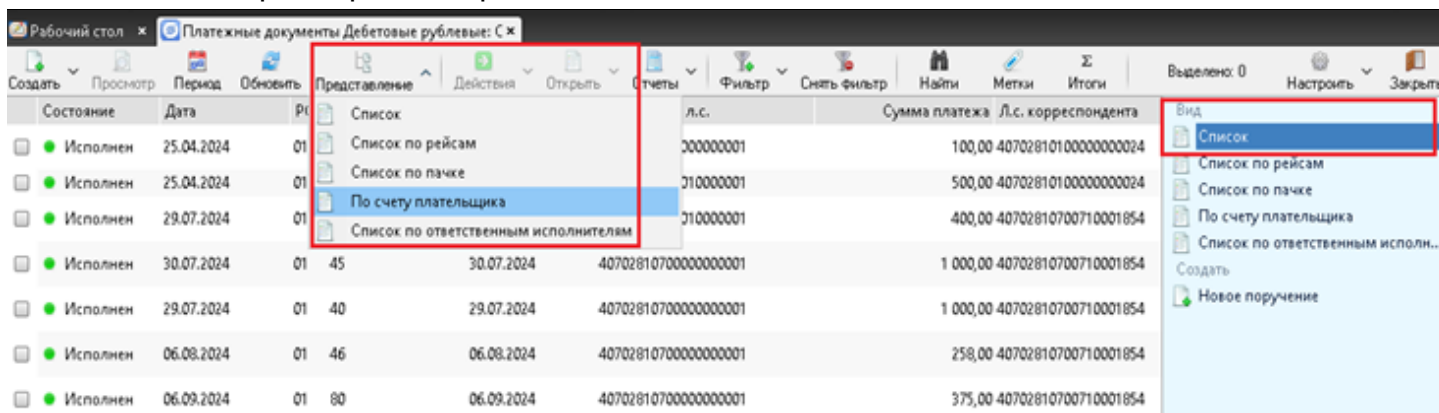 Рабочий стол × Платежные документы Дебетовые рублевые: С ×
Создать Просмотр Период Обновить Представление Действия Открыть Отчеты Фильтр Снять фильтр Найти Метки Σ Итоги Выделено: 0 Настроить Закрыть
Состояние Дата л.с. Сумма платежа Л.с. корреспондента
Исполнен 25.04.2024 01 000000001 100,00 40702810100000000024
Исполнен 25.04.2024 01 010000001 500,00 40702810100000000024
Исполнен 29.07.2024 01 010000001 400,00 40702810700710001854
Исполнен 30.07.2024 01 45 30.07.2024 40702810700000000001 1 000,00 40702810700710001854
Исполнен 29.07.2024 01 40 29.07.2024 40702810700000000001 1 000,00 40702810700710001854
Исполнен 06.08.2024 01 46 06.08.2024 40702810700000000001 258,00 40702810700710001854
Исполнен 06.09.2024 01 80 06.09.2024 40702810700000000001 375,00 40702810700710001854
Список
Список по рейсам
Список по пачке
По счету плательщика
Список по ответственным исполнителям
Вид
Список
Список по рейсам
Список по пачке
По счету плательщика
Список по ответственным исполн...
Создать
Новое поручение